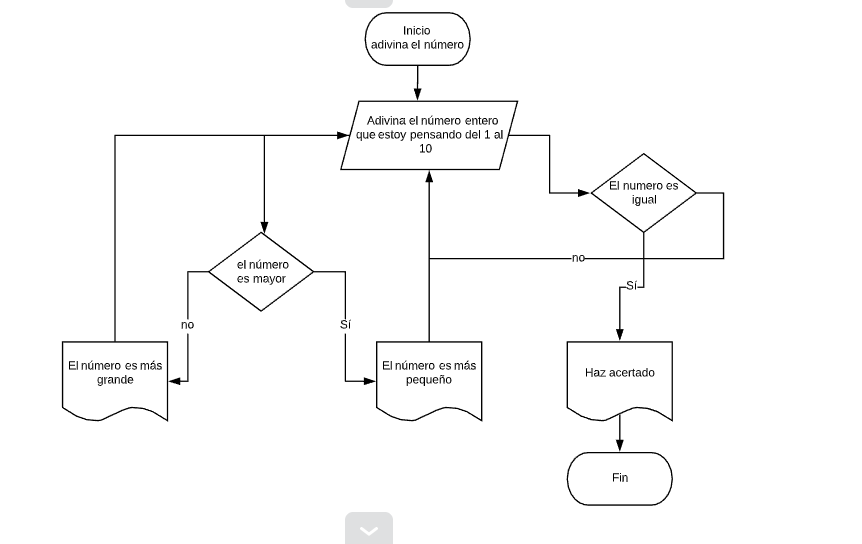 Inicio
adivina el número
Adivina el número entero
que estoy pensando del 1 al
10
El numero es
igual
el número
es mayor
no
no
Sí
Sí
El número es más
grande
El número es más
pequeño
Haz acertado
Fin